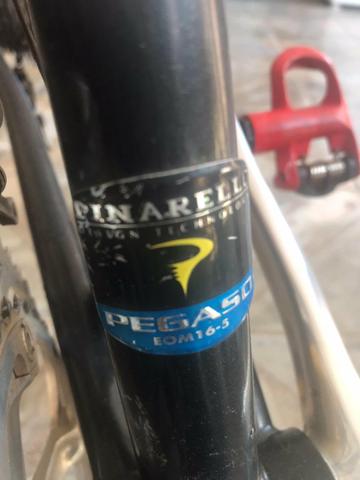 PINARELLO
DESIGN TECHNOLOGY
PEGASO
EOM16-5